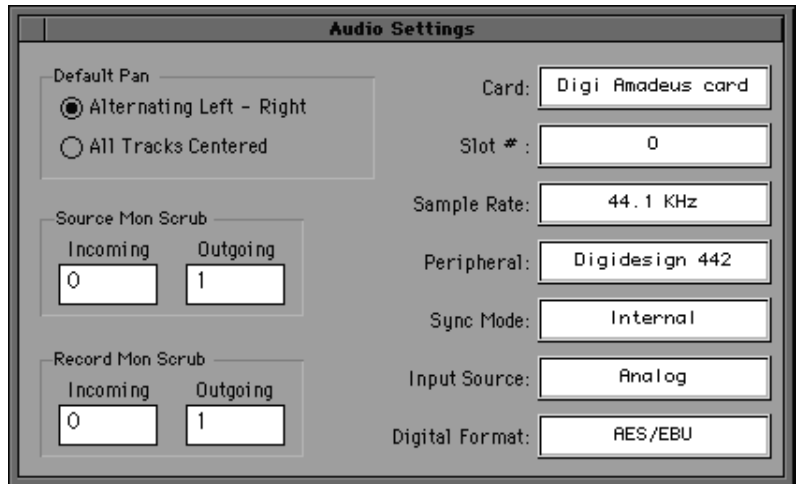 Audio Settings
Default Pan
Alternating Left - Right
All Tracks Centered
Source Mon Scrub
Incoming Outgoing
0 1
Record Mon Scrub
Incoming Outgoing
0 1
Card: Digi Amadeus card
Slot # : 0
Sample Rate: 44.1 KHz
Peripheral: Digidesign 442
Sync Mode: Internal
Input Source: Analog
Digital Format: AES/EBU